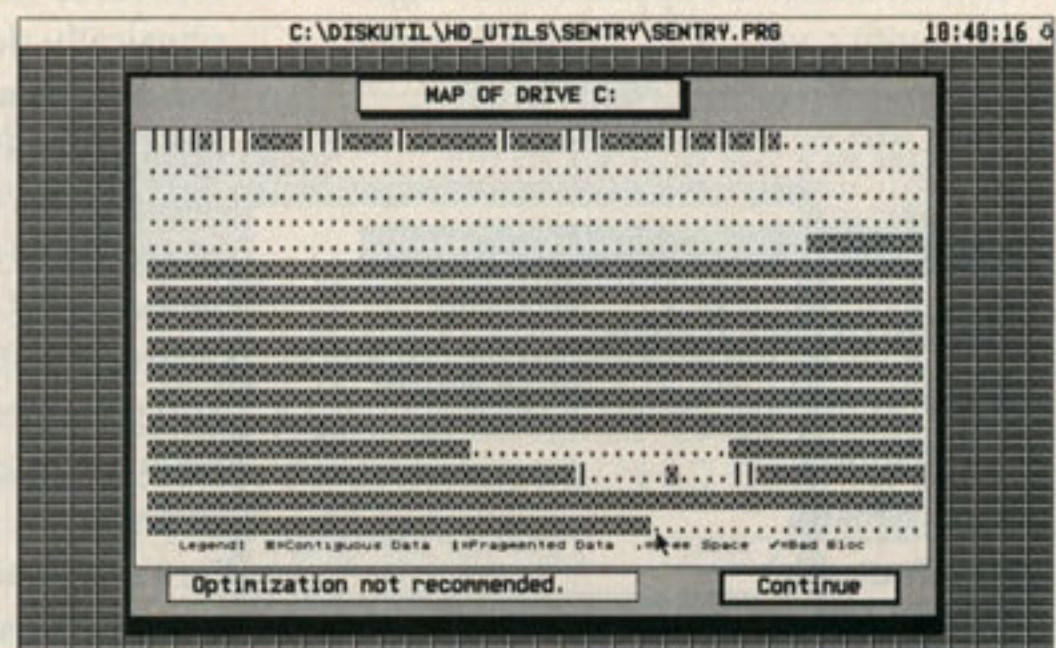 C:\DISKUTIL\HD_UTILS\SENTRY\SENTRY.PRG 10:40:16
MAP OF DRIVE C:
Legend: =Contiguous Data =Fragmented Data .=Free Space ✓=Bad Bloc
Optimization not recommended.
Continue